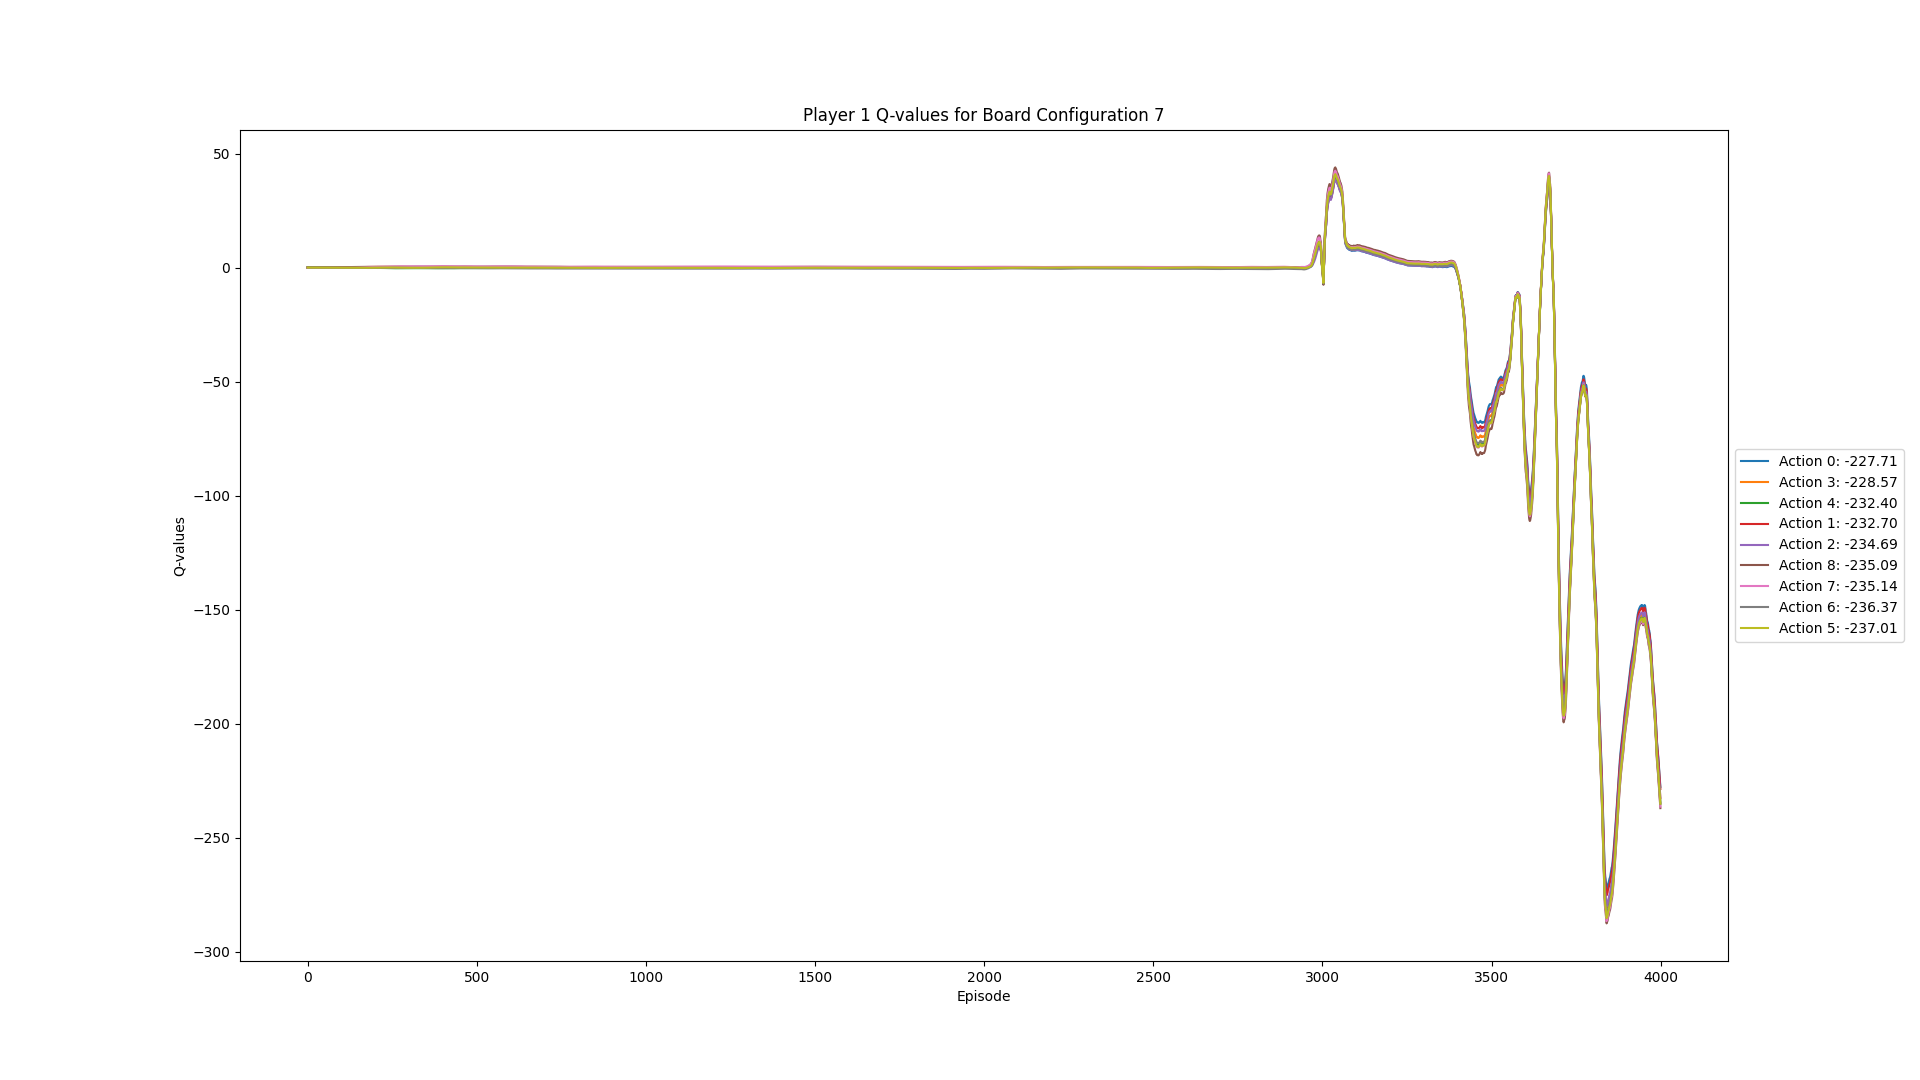 Player 1 Q-values for Board Configuration 7
50
0
−50
−100
−150
−200
−250
−300
Q-values
0 500 1000 1500 2000 2500 3000 3500 4000
Episode
Action 0: -227.71
Action 3: -228.57
Action 4: -232.40
Action 1: -232.70
Action 2: -234.69
Action 8: -235.09
Action 7: -235.14
Action 6: -236.37
Action 5: -237.01